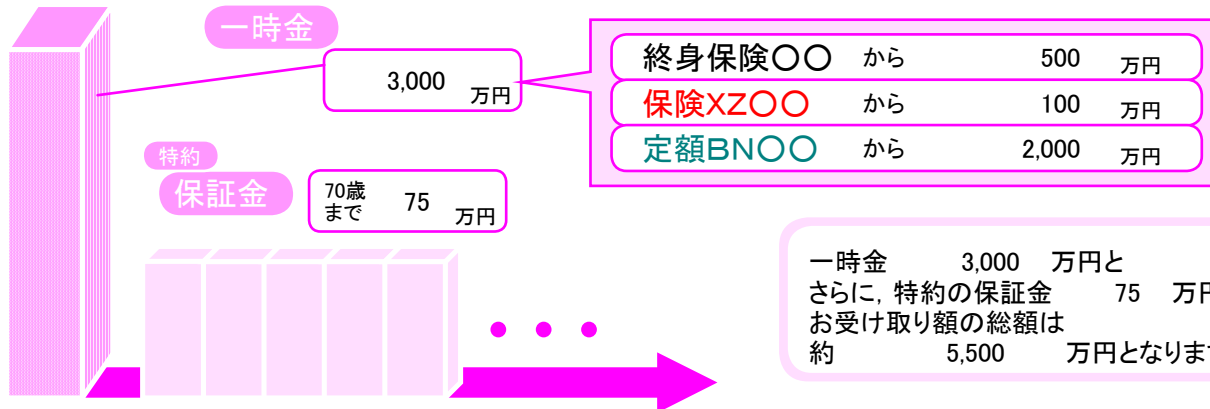 一時金
3,000 万円
終身保険〇〇 から 500 万円
保険XZ〇〇 から 100 万円
定額BN〇〇 から 2,000 万円
特約
保証金
70歳
まで 75 万円
一時金 3,000 万円と
さらに, 特約の保証金 75 万円
お受け取り額の総額は
約 5,500 万円となります